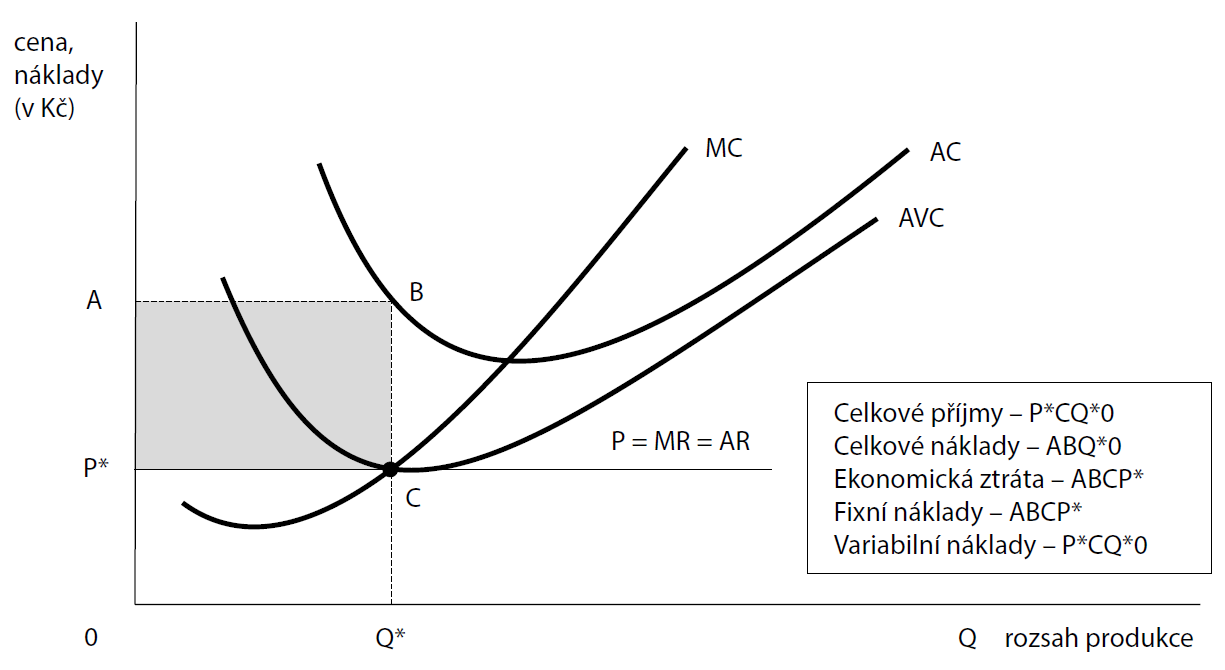 cena,
náklady
(v Kč)
MC
AC
AVC
A
B
P = MR = AR
P*
C
Celkové příjmy – P*CQ*0
Celkové náklady – ABQ*0
Ekonomická ztráta – ABCP*
Fixní náklady – ABCP*
Variabilní náklady – P*CQ*0
0
Q*
Q rozsah produkce